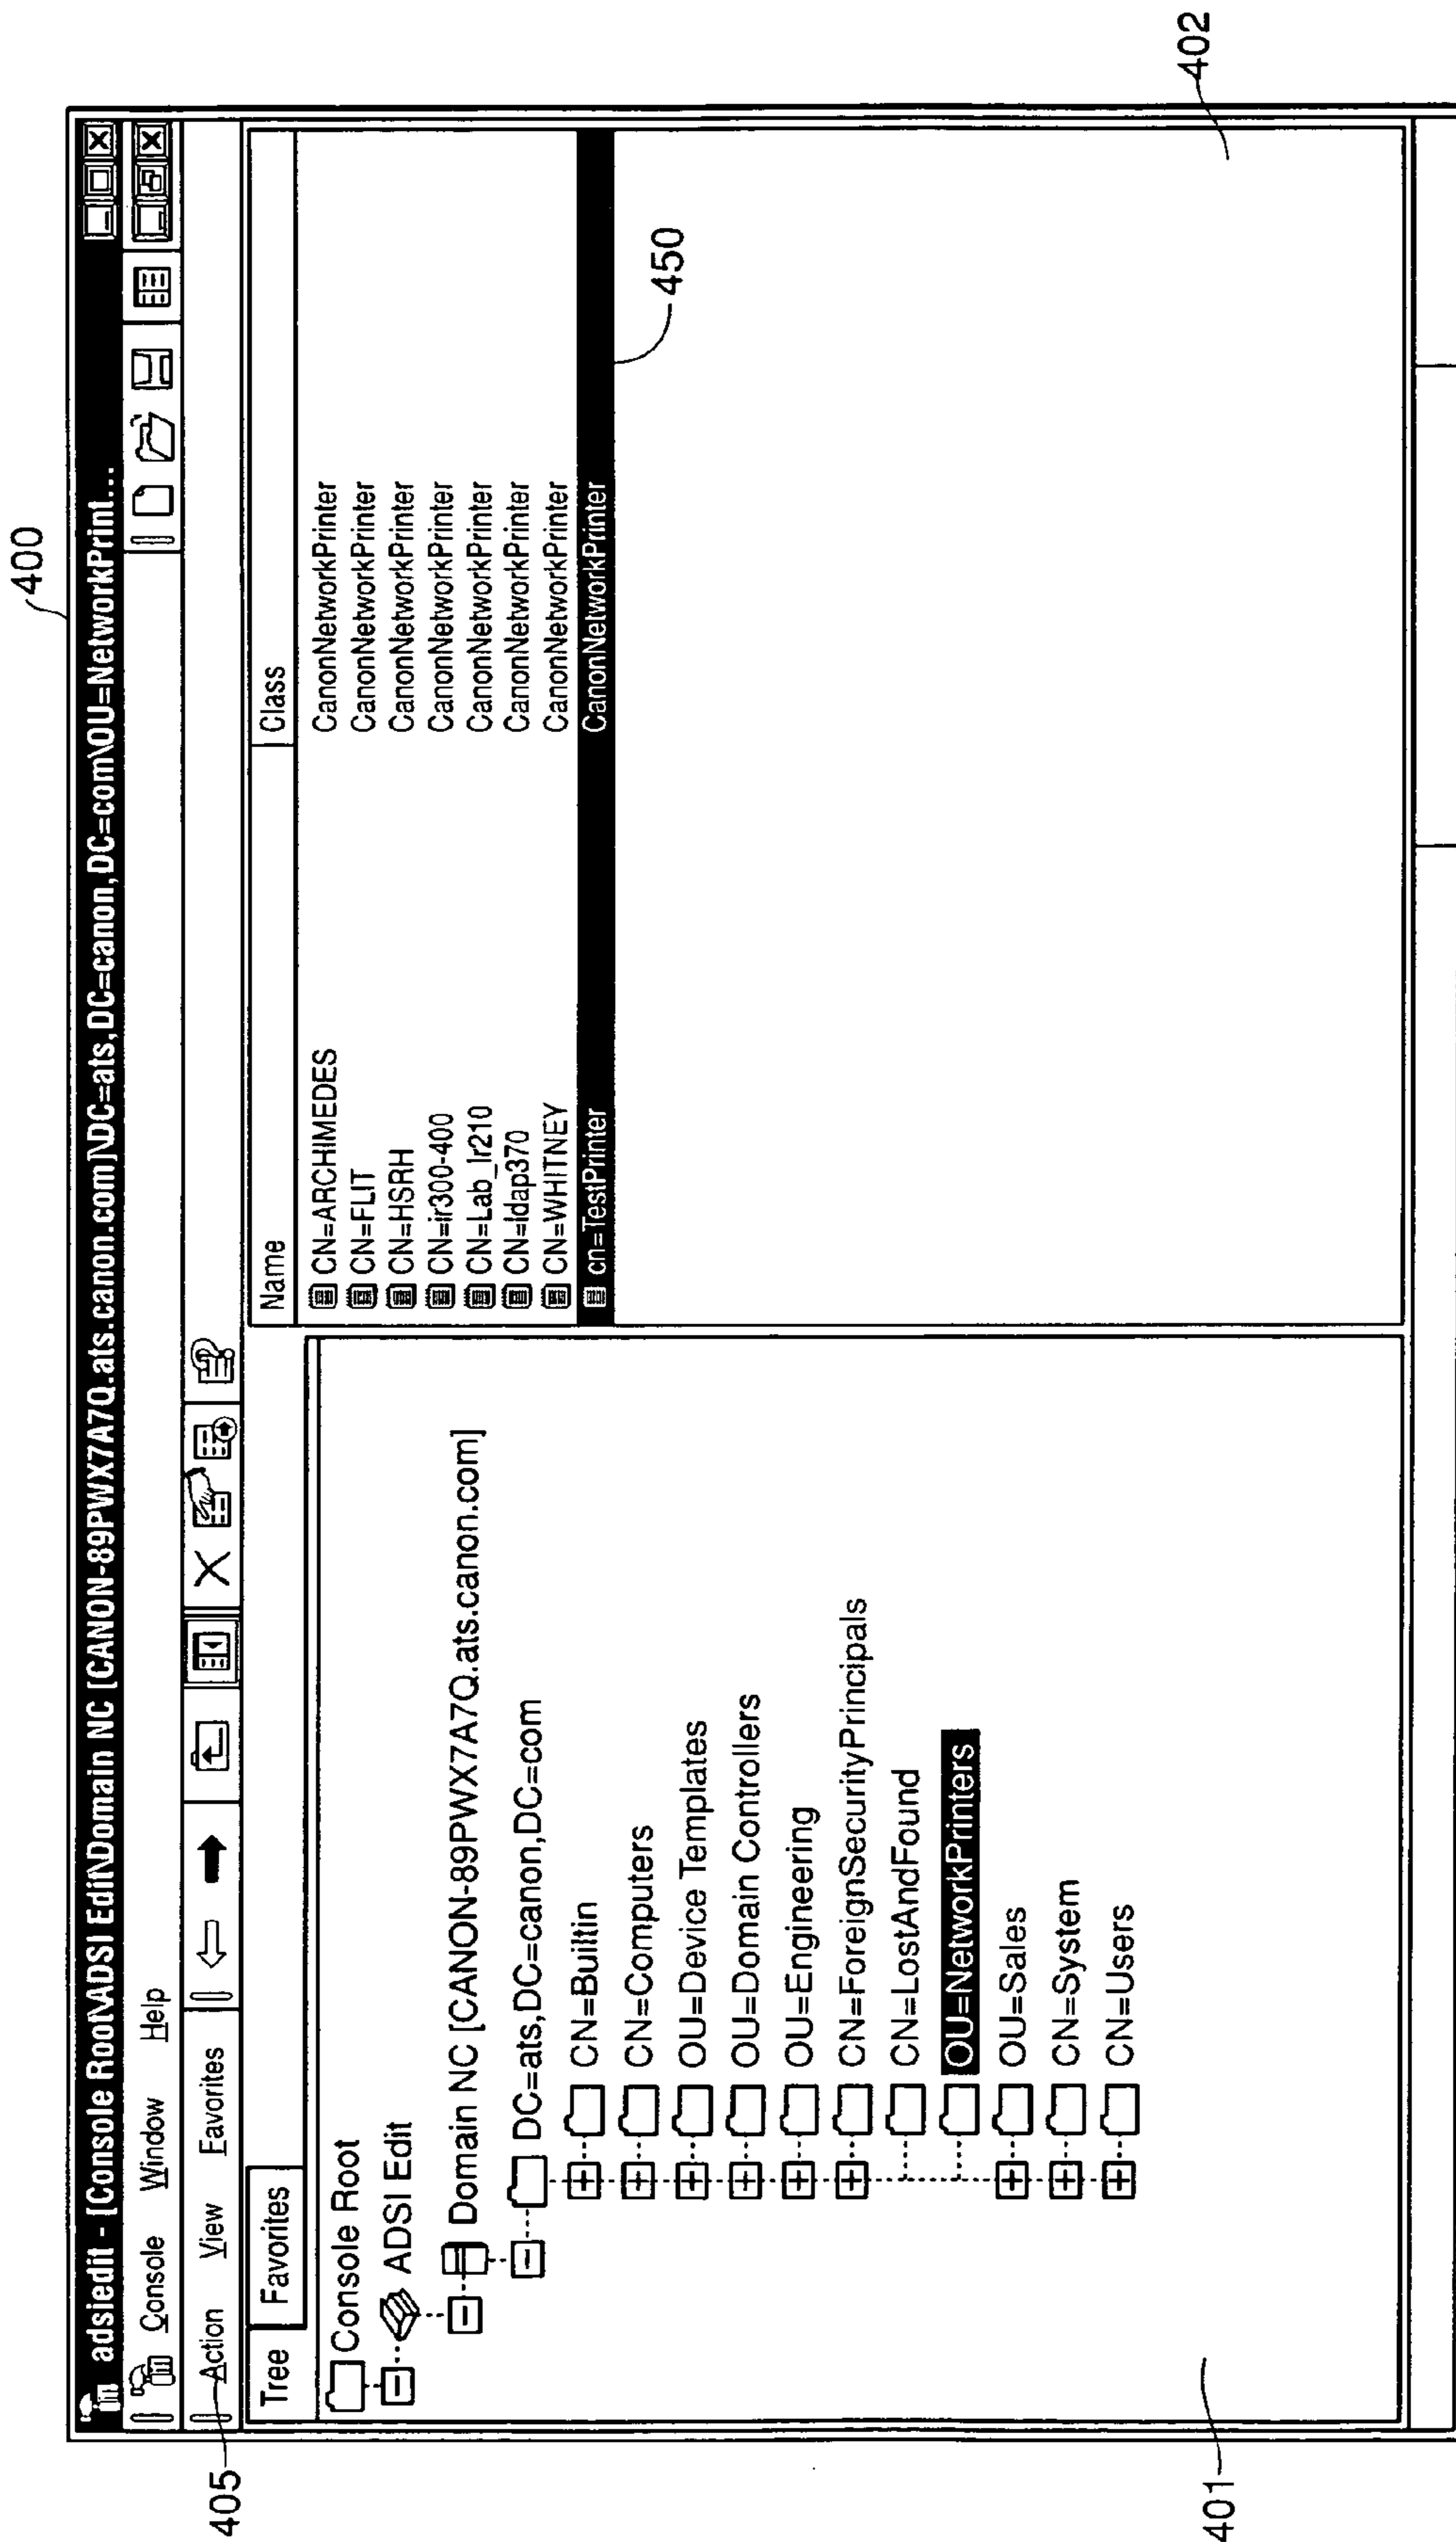 400
adsiedit - [Console Root\ADSI Edit\Domain NC [CANON-89PWX7A7Q.ats.canon.com]\DC=ats,DC=canon,DC=com\OU=NetworkPrint...
Console Window Help
405
Action View Favorites
Tree Favorites
Console Root
ADSI Edit
Domain NC [CANON-89PWX7A7Q.ats.canon.com]
DC=ats,DC=canon,DC=com
CN=Builtin
CN=Computers
OU=Device Templates
OU=Domain Controllers
OU=Engineering
CN=ForeignSecurityPrincipals
CN=LostAndFound
OU=NetworkPrinters
OU=Sales
CN=System
CN=Users
401
Name Class
CN=ARCHIMEDES CanonNetworkPrinter
CN=FLIT CanonNetworkPrinter
CN=HSRH CanonNetworkPrinter
CN=ir300-400 CanonNetworkPrinter
CN=Lab_Ir210 CanonNetworkPrinter
CN=ldap370 CanonNetworkPrinter
CN=WHITNEY CanonNetworkPrinter
cn=TestPrinter CanonNetworkPrinter
450
402